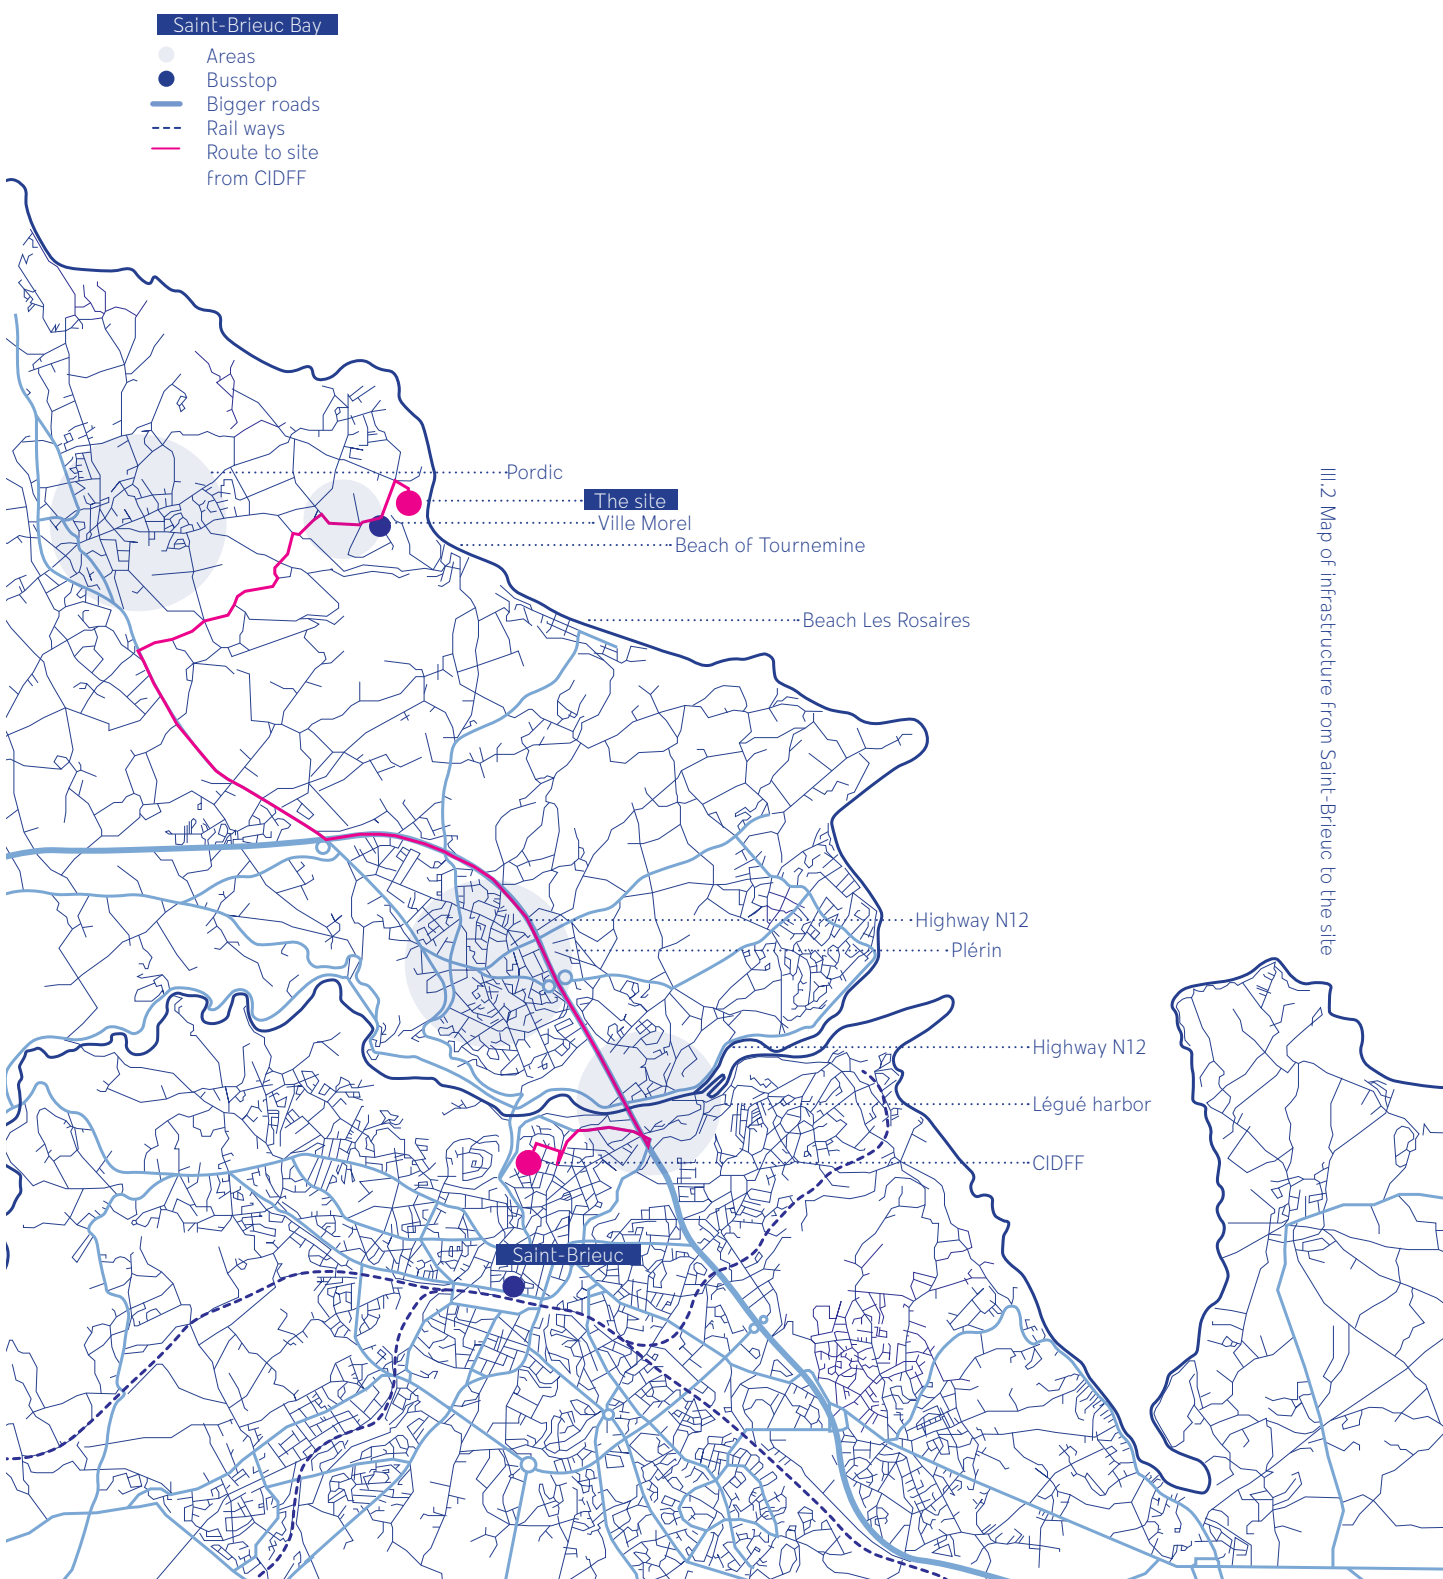 Saint-Brieuc Bay
Areas
Busstop
Bigger roads
Rail ways
Route to site
from CIDFF
Pordic
The site
Ville Morel
Beach of Tournemine
Beach Les Rosaires
Highway N12
Plérin
Highway N12
Légué harbor
CIDFF
Saint-Brieuc
Ill.2 Map of infrastructure from Saint-Brieuc to the site